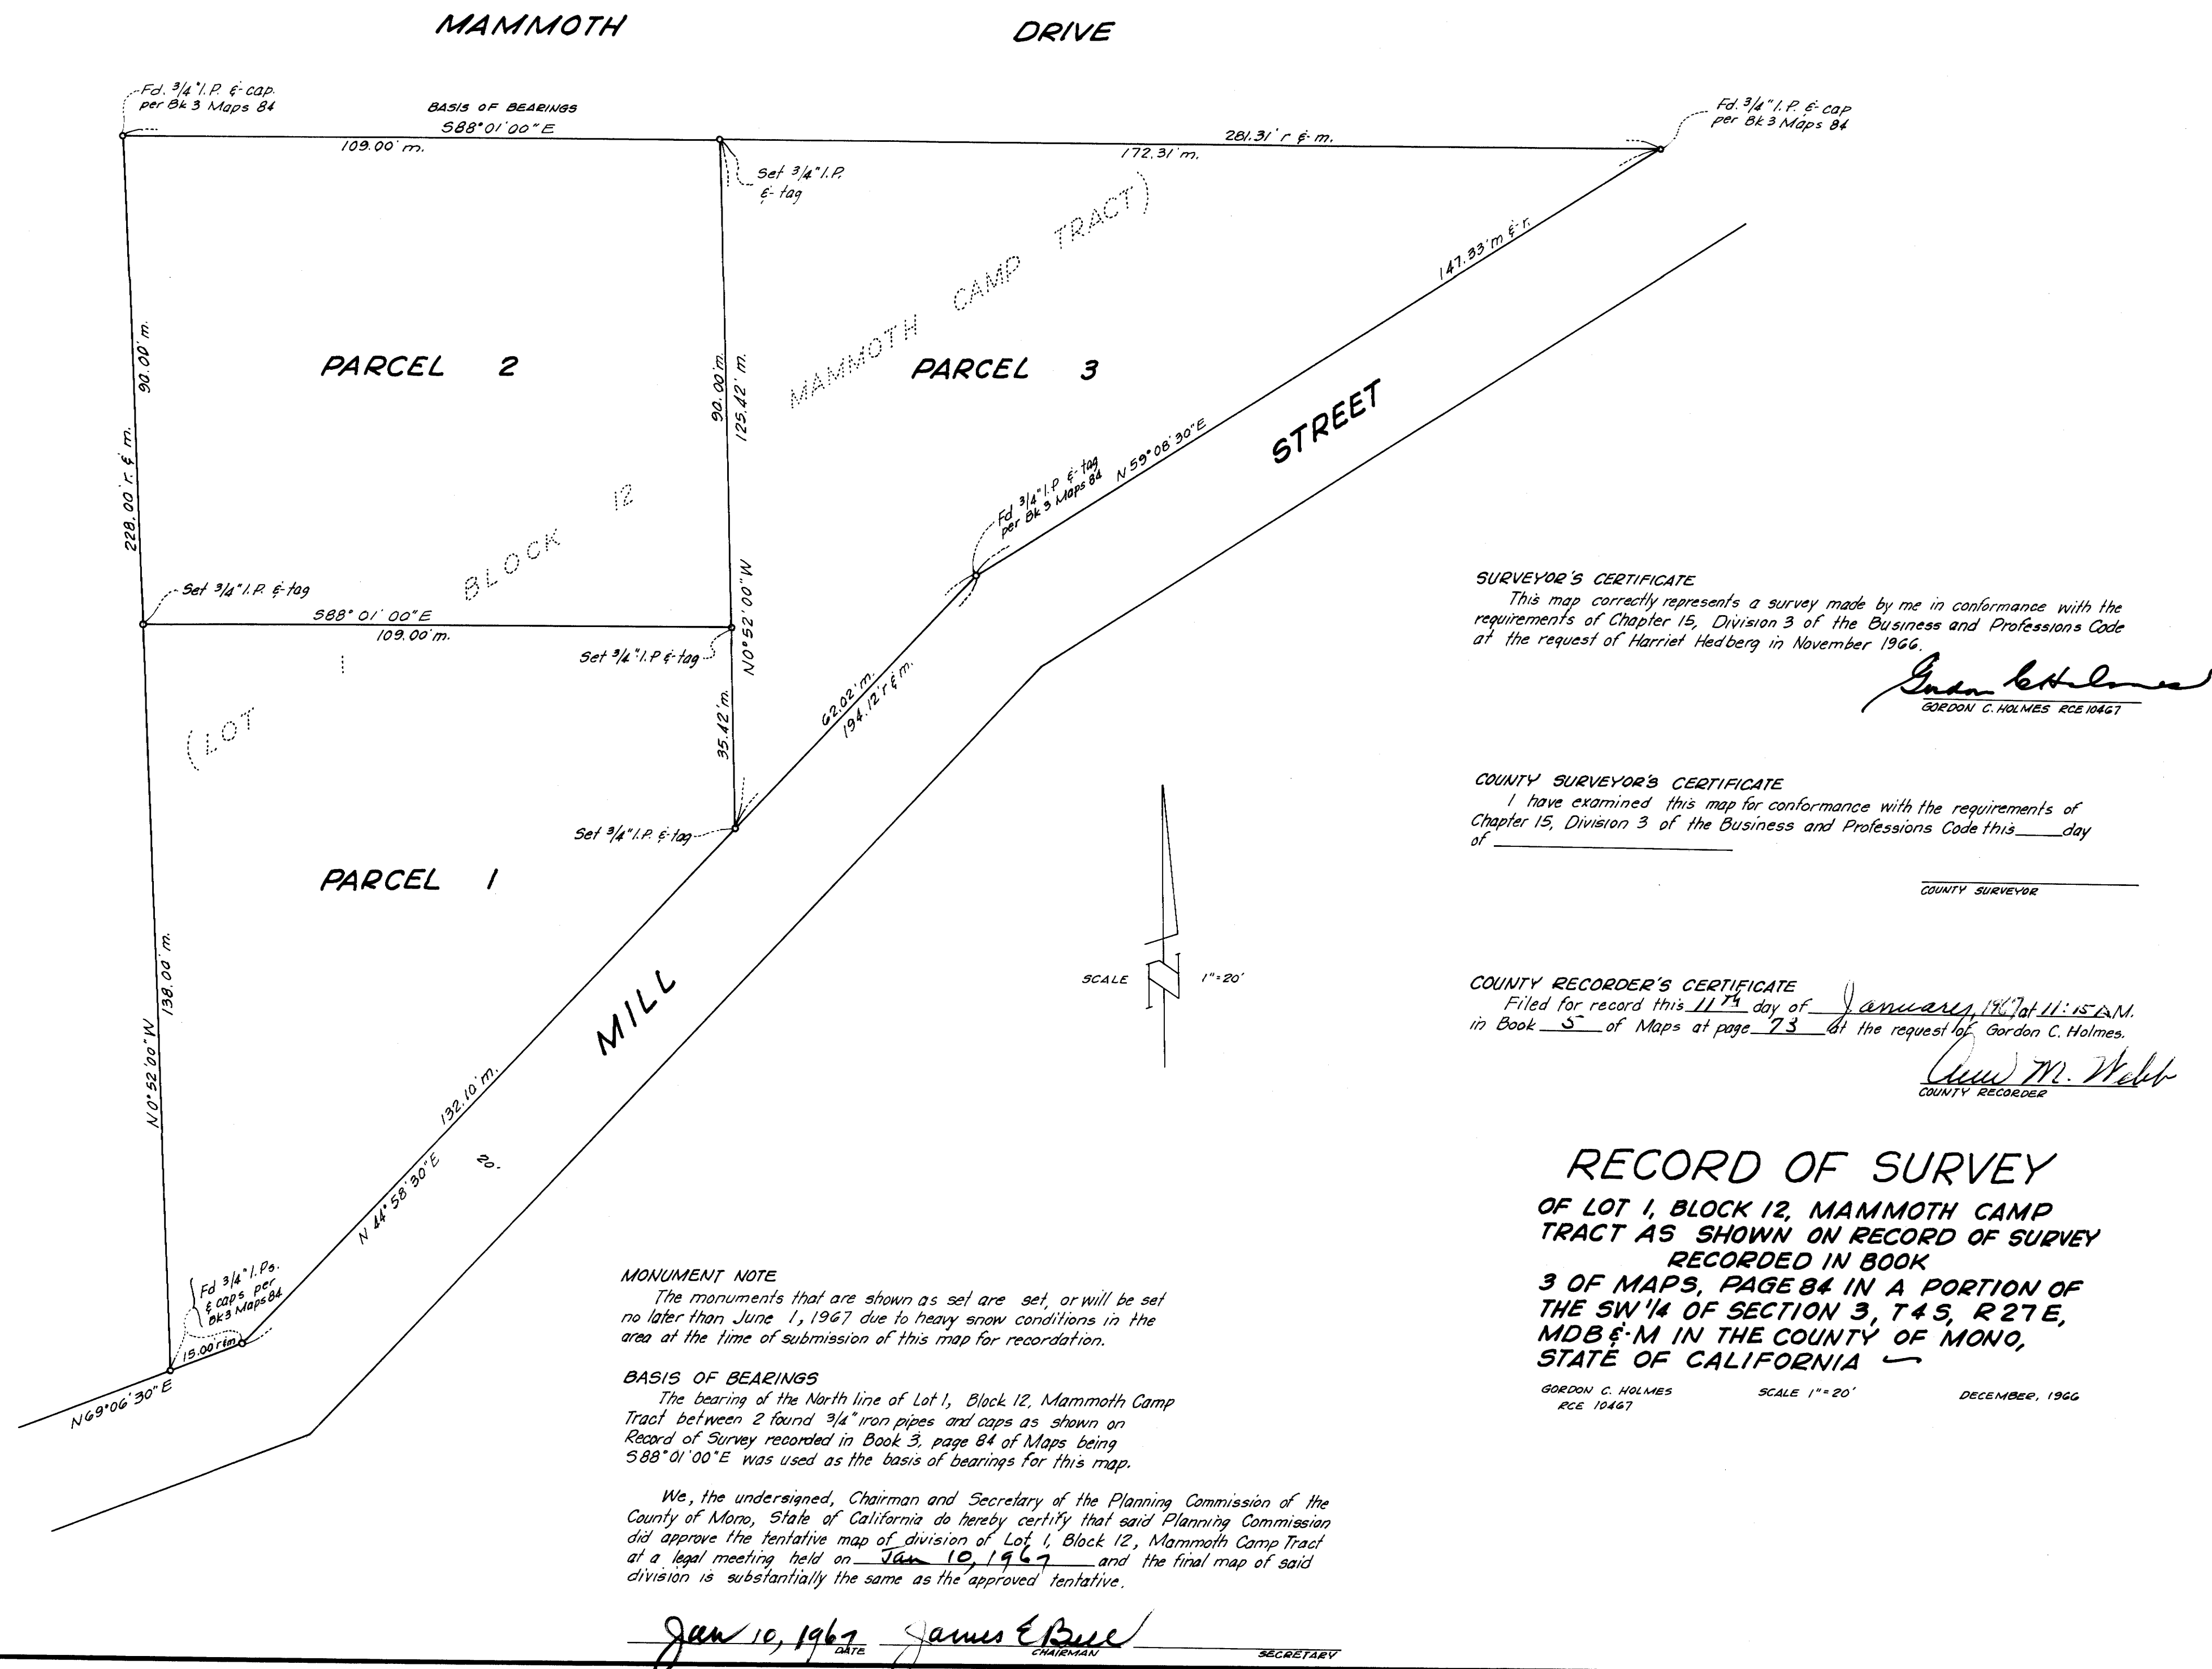 MAMMOTH DRIVE
Fd. 3/4" I.P. & cap.
per Bk 3 Maps 84
BASIS OF BEARINGS
S88°01'00"E
109.00' m.
281.31' r & m.
172.31' m.
Fd. 3/4" I.P. & cap
per Bk 3 Maps 84
Set 3/4" I.P.
& tag
147.33' m & r.
90.00' m.
228.00' r. & m.
PARCEL 2
90.00' m.
125.42' m.
MAMMOTH CAMP TRACT)
PARCEL 3
STREET
N 59°08'30"E
Fd 3/4" I.P & tag
per Bk 3 Maps 84
BLOCK 12
Set 3/4" I.P. & tag
S88°01'00"E
109.00' m.
Set 3/4" I.P & tag
N0°52'00"W
35.42' m.
62.02' m.
194.12' r & m.
(LOT 1
Set 3/4" I.P. & tag
PARCEL 1
138.00' m.
N0°52'00"W
MILL
132.10' m.
N 44°58'30"E
20.
Fd 3/4" I.Ps.
& caps per
Bk 3 Maps 84
15.00 r & m
N69°06'30"E
SCALE 1"=20'
SURVEYOR'S CERTIFICATE
This map correctly represents a survey made by me in conformance with the
requirements of Chapter 15, Division 3 of the Business and Professions Code
at the request of Harriet Hedberg in November 1966.
Gordon C Holmes
GORDON C. HOLMES RCE 10467
COUNTY SURVEYOR'S CERTIFICATE
I have examined this map for conformance with the requirements of
Chapter 15, Division 3 of the Business and Professions Code this____day
of ____
COUNTY SURVEYOR
COUNTY RECORDER'S CERTIFICATE
Filed for record this 11th day of January, 1967 at 11:15 A.M.
in Book 5 of Maps at page 73 at the request of Gordon C. Holmes.
M. Webb
COUNTY RECORDER
RECORD OF SURVEY
OF LOT 1, BLOCK 12, MAMMOTH CAMP
TRACT AS SHOWN ON RECORD OF SURVEY
RECORDED IN BOOK
3 OF MAPS, PAGE 84 IN A PORTION OF
THE SW 1/4 OF SECTION 3, T4S, R27E,
MDB & M IN THE COUNTY OF MONO,
STATE OF CALIFORNIA
GORDON C. HOLMES SCALE 1"=20' DECEMBER, 1966
RCE 10467
MONUMENT NOTE
The monuments that are shown as set are set, or will be set
no later than June 1, 1967 due to heavy snow conditions in the
area at the time of submission of this map for recordation.
BASIS OF BEARINGS
The bearing of the North line of Lot 1, Block 12, Mammoth Camp
Tract between 2 found 3/4" iron pipes and caps as shown on
Record of Survey recorded in Book 3, page 84 of Maps being
S88°01'00"E was used as the basis of bearings for this map.
We, the undersigned, Chairman and Secretary of the Planning Commission of the
County of Mono, State of California do hereby certify that said Planning Commission
did approve the tentative map of division of Lot 1, Block 12, Mammoth Camp Tract
at a legal meeting held on Jan 10, 1967 and the final map of said
division is substantially the same as the approved tentative.
Jan 10, 1967 James E Bell
DATE CHAIRMAN SECRETARY